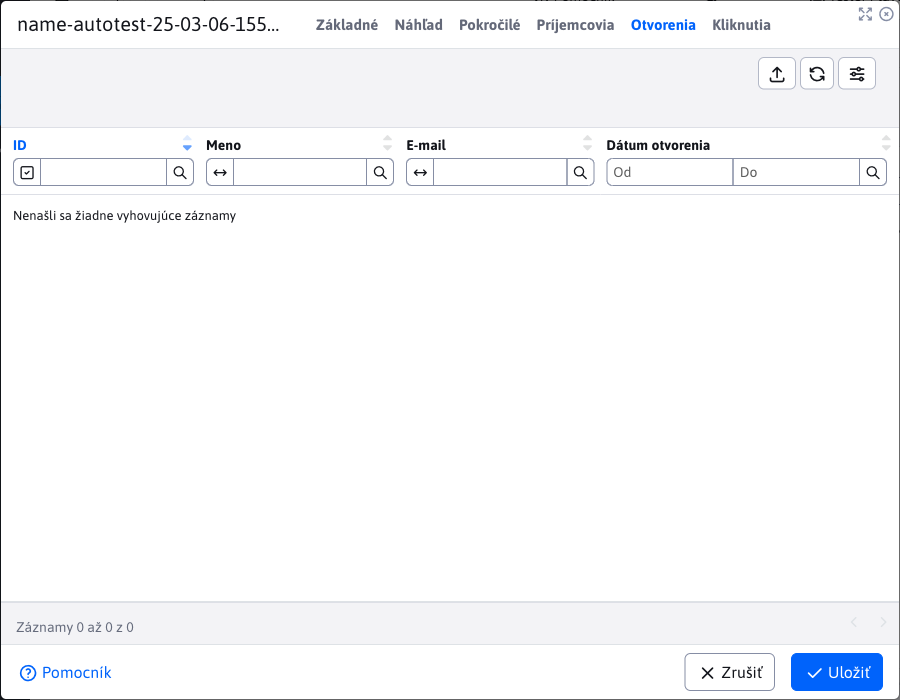 name-autotest-25-03-06-155...
Základné Náhľad Pokročilé Príjemcovia Otvorenia Kliknutia
ID Meno E-mail Dátum otvorenia
Od Do
Nenašli sa žiadne vyhovujúce záznamy
Záznamy 0 až 0 z 0
Pomocník Zrušiť Uložiť